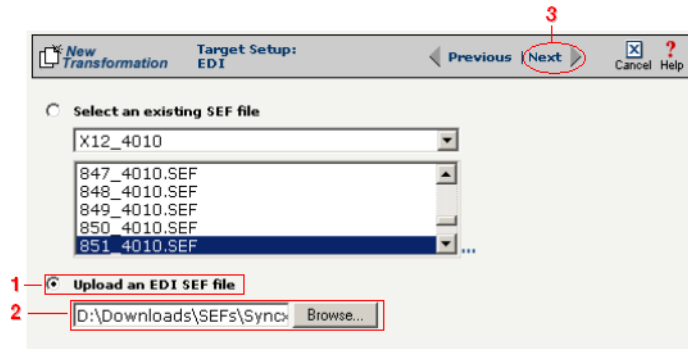 3
New Transformation
Target Setup: EDI
Previous | Next
Cancel Help
Select an existing SEF file
X12_4010
847_4010.SEF
848_4010.SEF
849_4010.SEF
850_4010.SEF
851_4010.SEF
...
1
Upload an EDI SEF file
2
D:\Downloads\SEFs\Sync
Browse...